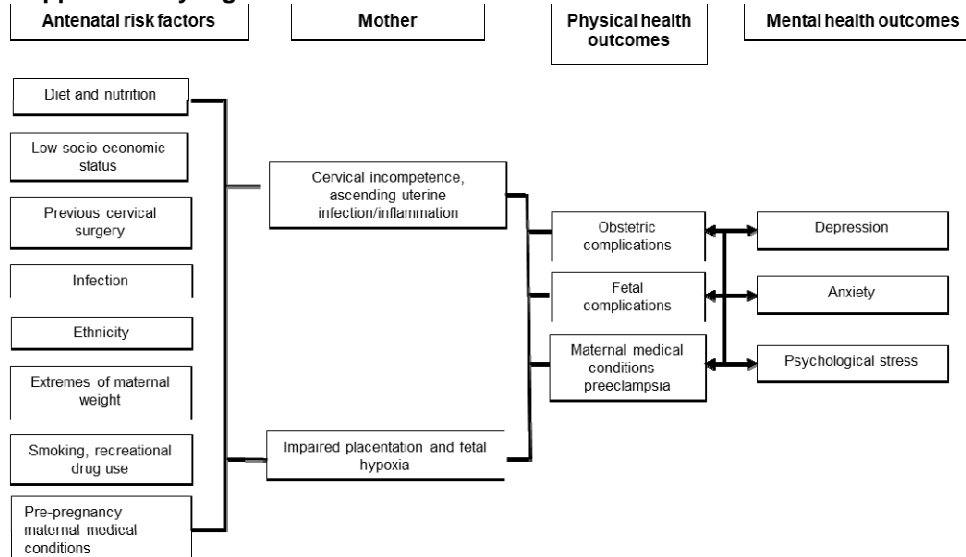 Antenatal risk factors
Mother
Physical health
outcomes
Mental health outcomes
Diet and nutrition
Low socio economic
status
Previous cervical
surgery
Infection
Ethnicity
Extremes of maternal
weight
Smoking, recreational
drug use
Pre-pregnancy
maternal medical
conditions
Cervical incompetence,
ascending uterine
infection/inflammation
Impaired placentation and fetal
hypoxia
Obstetric
complications
Fetal
complications
Maternal medical
conditions
preeclampsia
Depression
Anxiety
Psychological stress